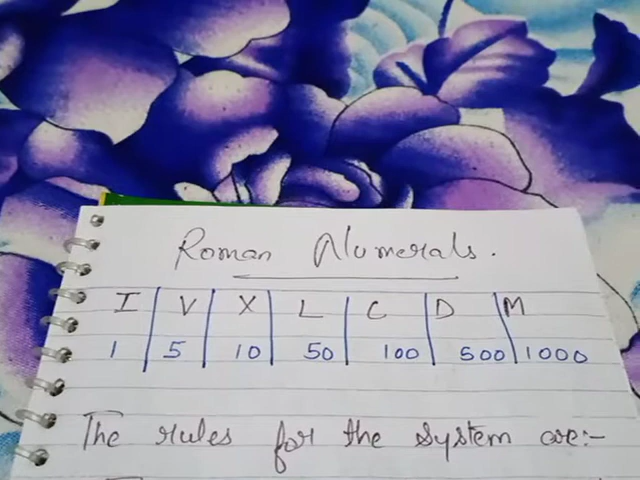 Roman Numerals.
I V X L C D M
1 5 10 50 100 500 1000
The rules for the system are:-